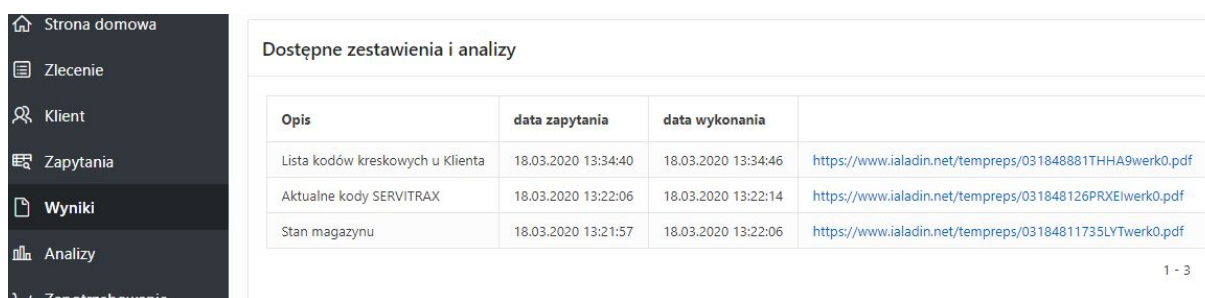 Strona domowa
Zlecenie
Klient
Zapytania
Wyniki
Analizy
Zapotrzebowanie
Dostępne zestawienia i analizy
Opis data zapytania data wykonania
Lista kodów kreskowych u Klienta 18.03.2020 13:34:40 18.03.2020 13:34:46 https://www.ialadin.net/tempreps/031848881THHA9werk0.pdf
Aktualne kody SERVITRAX 18.03.2020 13:22:06 18.03.2020 13:22:14 https://www.ialadin.net/tempreps/031848126PRXEIwerk0.pdf
Stan magazynu 18.03.2020 13:21:57 18.03.2020 13:22:06 https://www.ialadin.net/tempreps/03184811735LYTwerk0.pdf
1 - 3